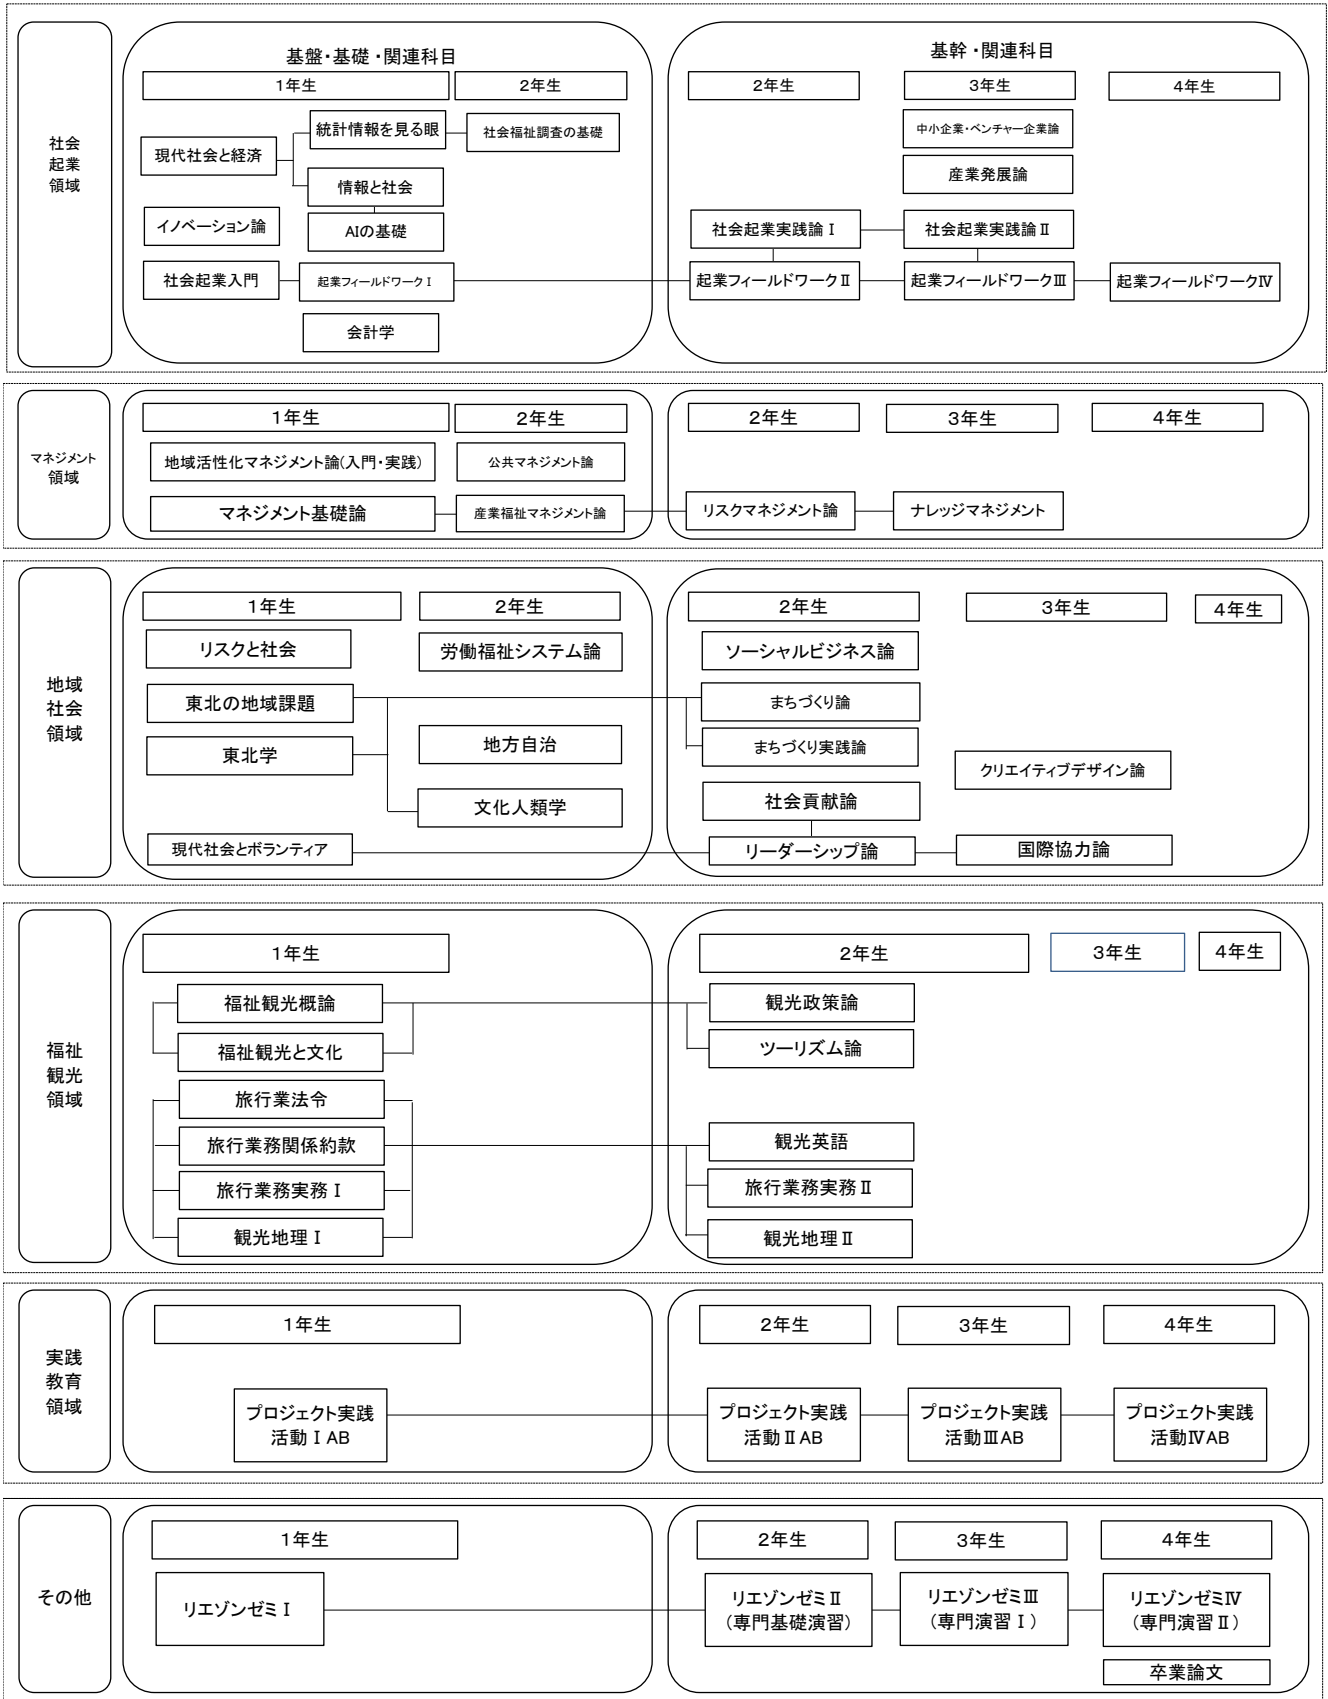 基盤・基礎・関連科目
基幹・関連科目
1年生
2年生
2年生
3年生
4年生
社会
起業
領域
現代社会と経済
統計情報を見る眼
社会福祉調査の基礎
情報と社会
イノベーション論
AIの基礎
社会起業入門
起業フィールドワークⅠ
会計学
中小企業・ベンチャー企業論
産業発展論
社会起業実践論Ⅰ
社会起業実践論Ⅱ
起業フィールドワークⅡ
起業フィールドワークⅢ
起業フィールドワークⅣ
マネジメント
領域
1年生
2年生
2年生
3年生
4年生
地域活性化マネジメント論(入門・実践)
公共マネジメント論
マネジメント基礎論
産業福祉マネジメント論
リスクマネジメント論
ナレッジマネジメント
地域
社会
領域
1年生
2年生
2年生
3年生
4年生
リスクと社会
労働福祉システム論
東北の地域課題
東北学
地方自治
文化人類学
現代社会とボランティア
ソーシャルビジネス論
まちづくり論
まちづくり実践論
クリエイティブデザイン論
社会貢献論
リーダーシップ論
国際協力論
福祉
観光
領域
1年生
2年生
3年生
4年生
福祉観光概論
福祉観光と文化
旅行業法令
旅行業務関係約款
旅行業務実務Ⅰ
観光地理Ⅰ
観光政策論
ツーリズム論
観光英語
旅行業務実務Ⅱ
観光地理Ⅱ
実践
教育
領域
1年生
2年生
3年生
4年生
プロジェクト実践
活動ⅠAB
プロジェクト実践
活動ⅡAB
プロジェクト実践
活動ⅢAB
プロジェクト実践
活動ⅣAB
その他
1年生
2年生
3年生
4年生
リエゾンゼミⅠ
リエゾンゼミⅡ
(専門基礎演習)
リエゾンゼミⅢ
(専門演習Ⅰ)
リエゾンゼミⅣ
(専門演習Ⅱ)
卒業論文